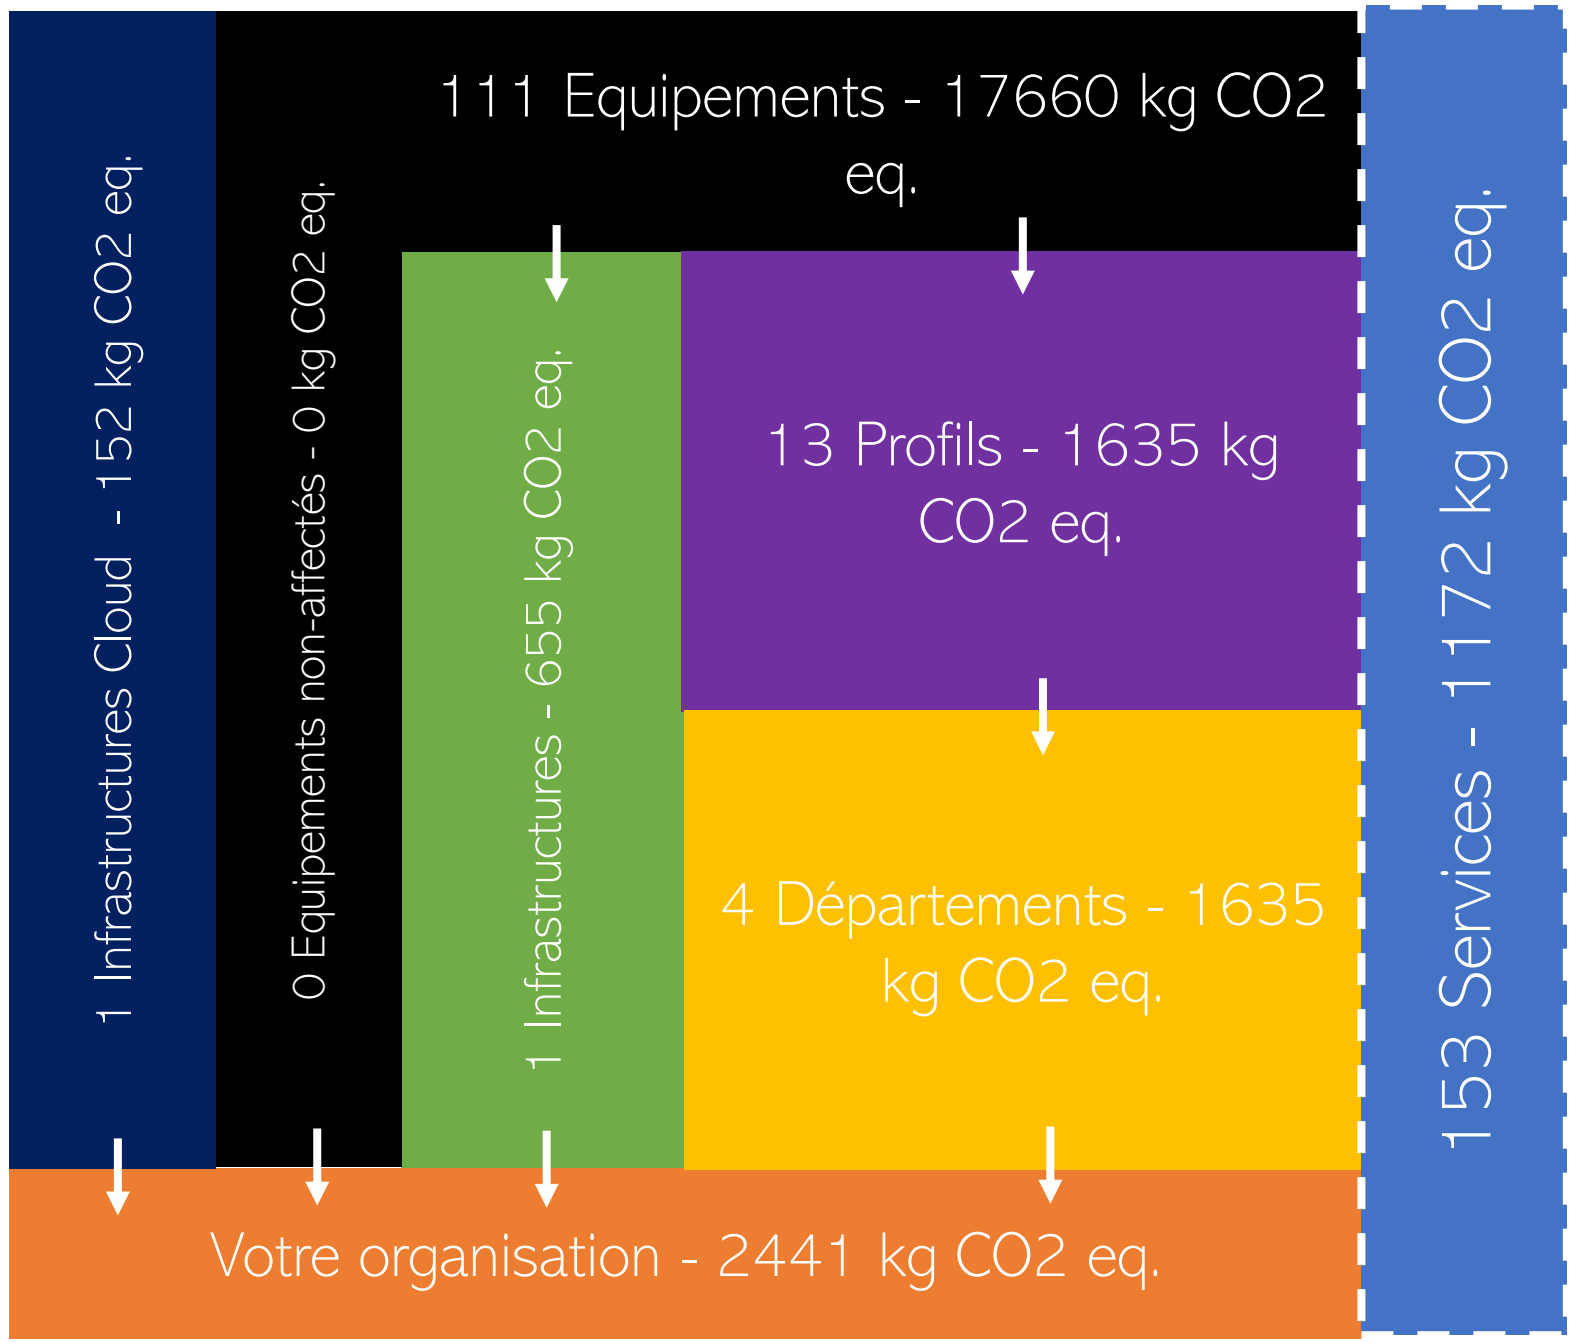 1 Infrastructures Cloud - 152 kg CO2 eq.
0 Equipements non-affectés - 0 kg CO2 eq.
111 Equipements - 17660 kg CO2
eq.
1 Infrastructures - 655 kg CO2 eq.
13 Profils - 1635 kg
CO2 eq.
4 Départements - 1635
kg CO2 eq.
Votre organisation - 2441 kg CO2 eq.
153 Services - 1172 kg CO2 eq.